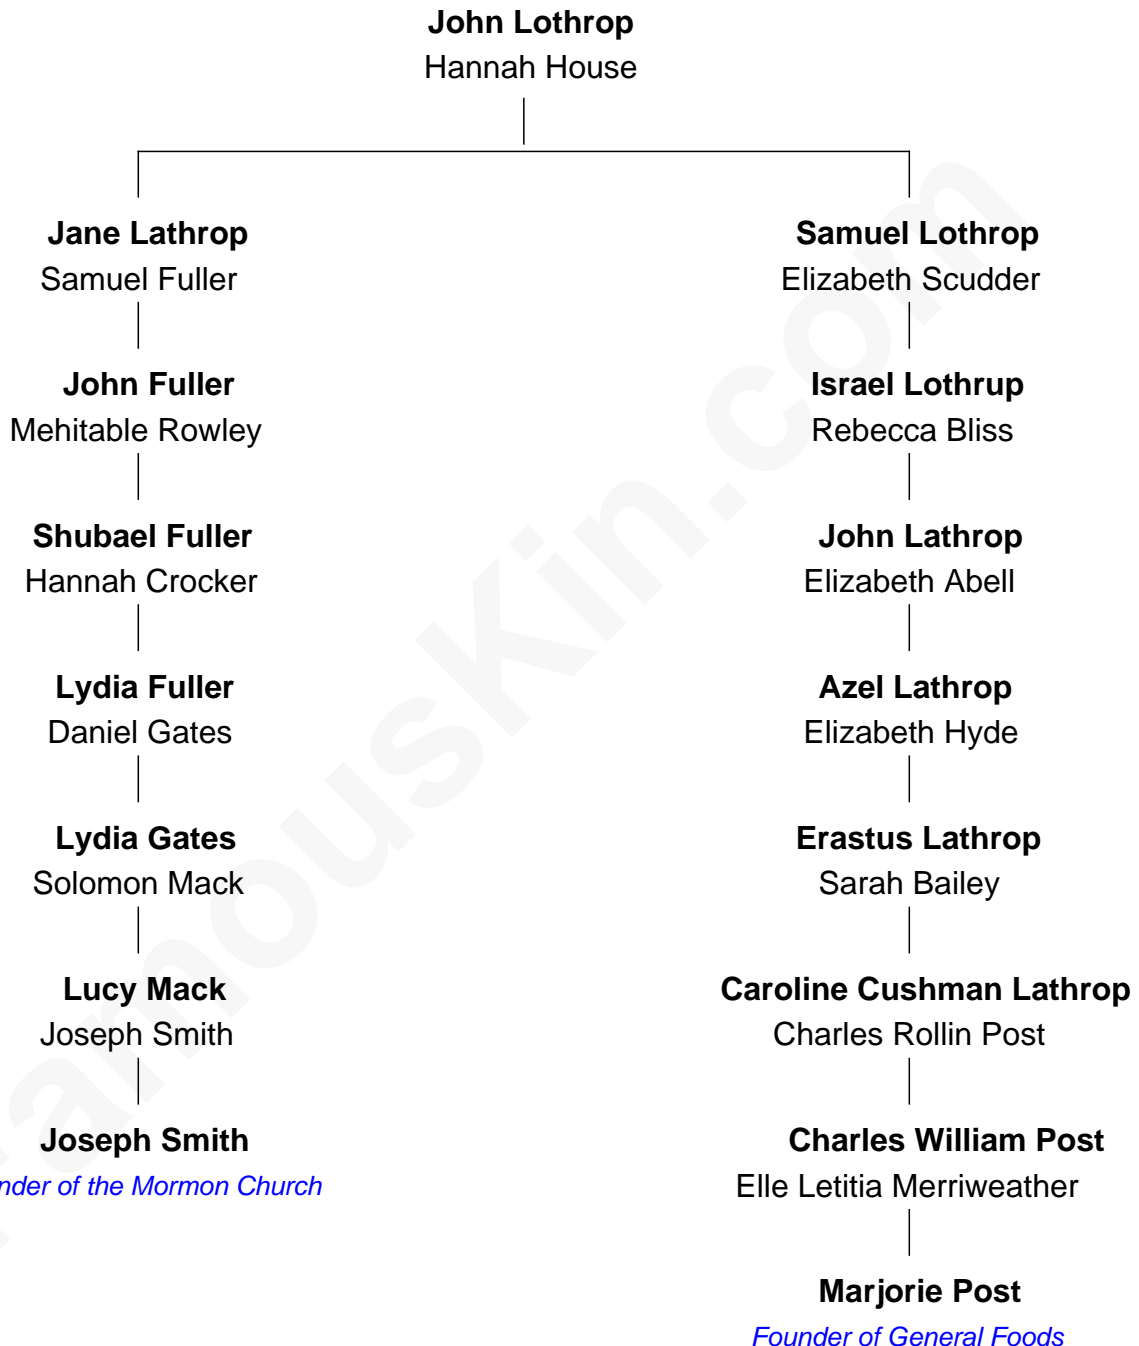 John Lothrop
Hannah House
Jane Lathrop
Samuel Fuller
Samuel Lothrop
Elizabeth Scudder
John Fuller
Mehitable Rowley
Israel Lothrup
Rebecca Bliss
Shubael Fuller
Hannah Crocker
John Lathrop
Elizabeth Abell
Lydia Fuller
Daniel Gates
Azel Lathrop
Elizabeth Hyde
Lydia Gates
Solomon Mack
Erastus Lathrop
Sarah Bailey
Lucy Mack
Joseph Smith
Caroline Cushman Lathrop
Charles Rollin Post
Joseph Smith
nder of the Mormon Church
Charles William Post
Elle Letitia Merriweather
Marjorie Post
Founder of General Foods
FamousKin.com